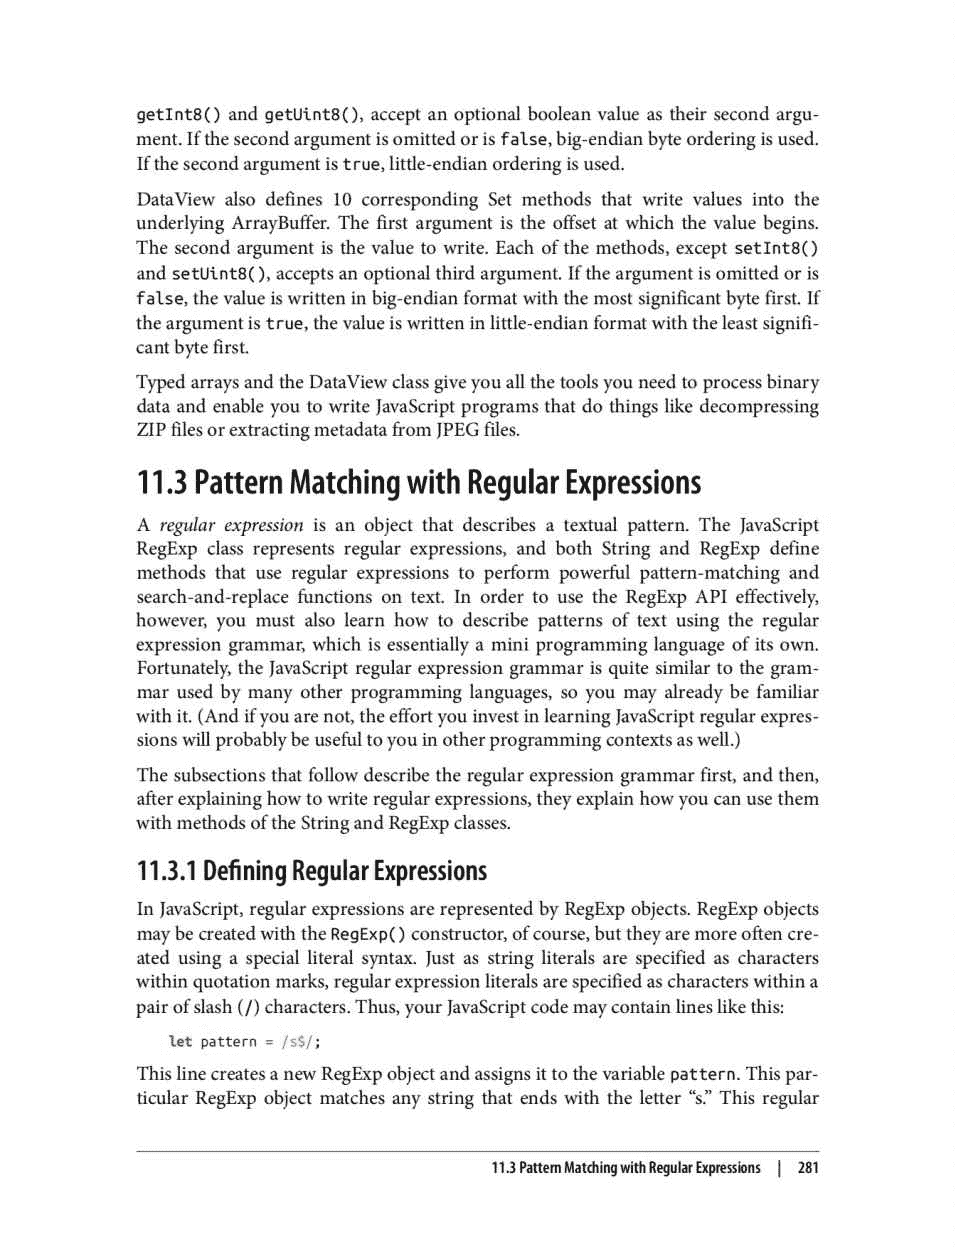 getInt8() and getUint8(), accept an optional boolean value as their second argu-
ment. If the second argument is omitted or is false, big-endian byte ordering is used.
If the second argument is true, little-endian ordering is used.
DataView also defines 10 corresponding Set methods that write values into the
underlying ArrayBuffer. The first argument is the offset at which the value begins.
The second argument is the value to write. Each of the methods, except setInt8()
and setUint8(), accepts an optional third argument. If the argument is omitted or is
false, the value is written in big-endian format with the most significant byte first. If
the argument is true, the value is written in little-endian format with the least signifi-
cant byte first.
Typed arrays and the DataView class give you all the tools you need to process binary
data and enable you to write JavaScript programs that do things like decompressing
ZIP files or extracting metadata from JPEG files.
11.3 Pattern Matching with Regular Expressions
A regular expression is an object that describes a textual pattern. The JavaScript
RegExp class represents regular expressions, and both String and RegExp define
methods that use regular expressions to perform powerful pattern-matching and
search-and-replace functions on text. In order to use the RegExp API effectively,
however, you must also learn how to describe patterns of text using the regular
expression grammar, which is essentially a mini programming language of its own.
Fortunately, the JavaScript regular expression grammar is quite similar to the gram-
mar used by many other programming languages, so you may already be familiar
with it. (And if you are not, the effort you invest in learning JavaScript regular expres-
sions will probably be useful to you in other programming contexts as well.)
The subsections that follow describe the regular expression grammar first, and then,
after explaining how to write regular expressions, they explain how you can use them
with methods of the String and RegExp classes.
11.3.1 Defining Regular Expressions
In JavaScript, regular expressions are represented by RegExp objects. RegExp objects
may be created with the RegExp() constructor, of course, but they are more often cre-
ated using a special literal syntax. Just as string literals are specified as characters
within quotation marks, regular expression literals are specified as characters within a
pair of slash (/) characters. Thus, your JavaScript code may contain lines like this:
let pattern = /s$/;
This line creates a new RegExp object and assigns it to the variable pattern. This par-
ticular RegExp object matches any string that ends with the letter “s.” This regular
11.3 Pattern Matching with Regular Expressions | 281